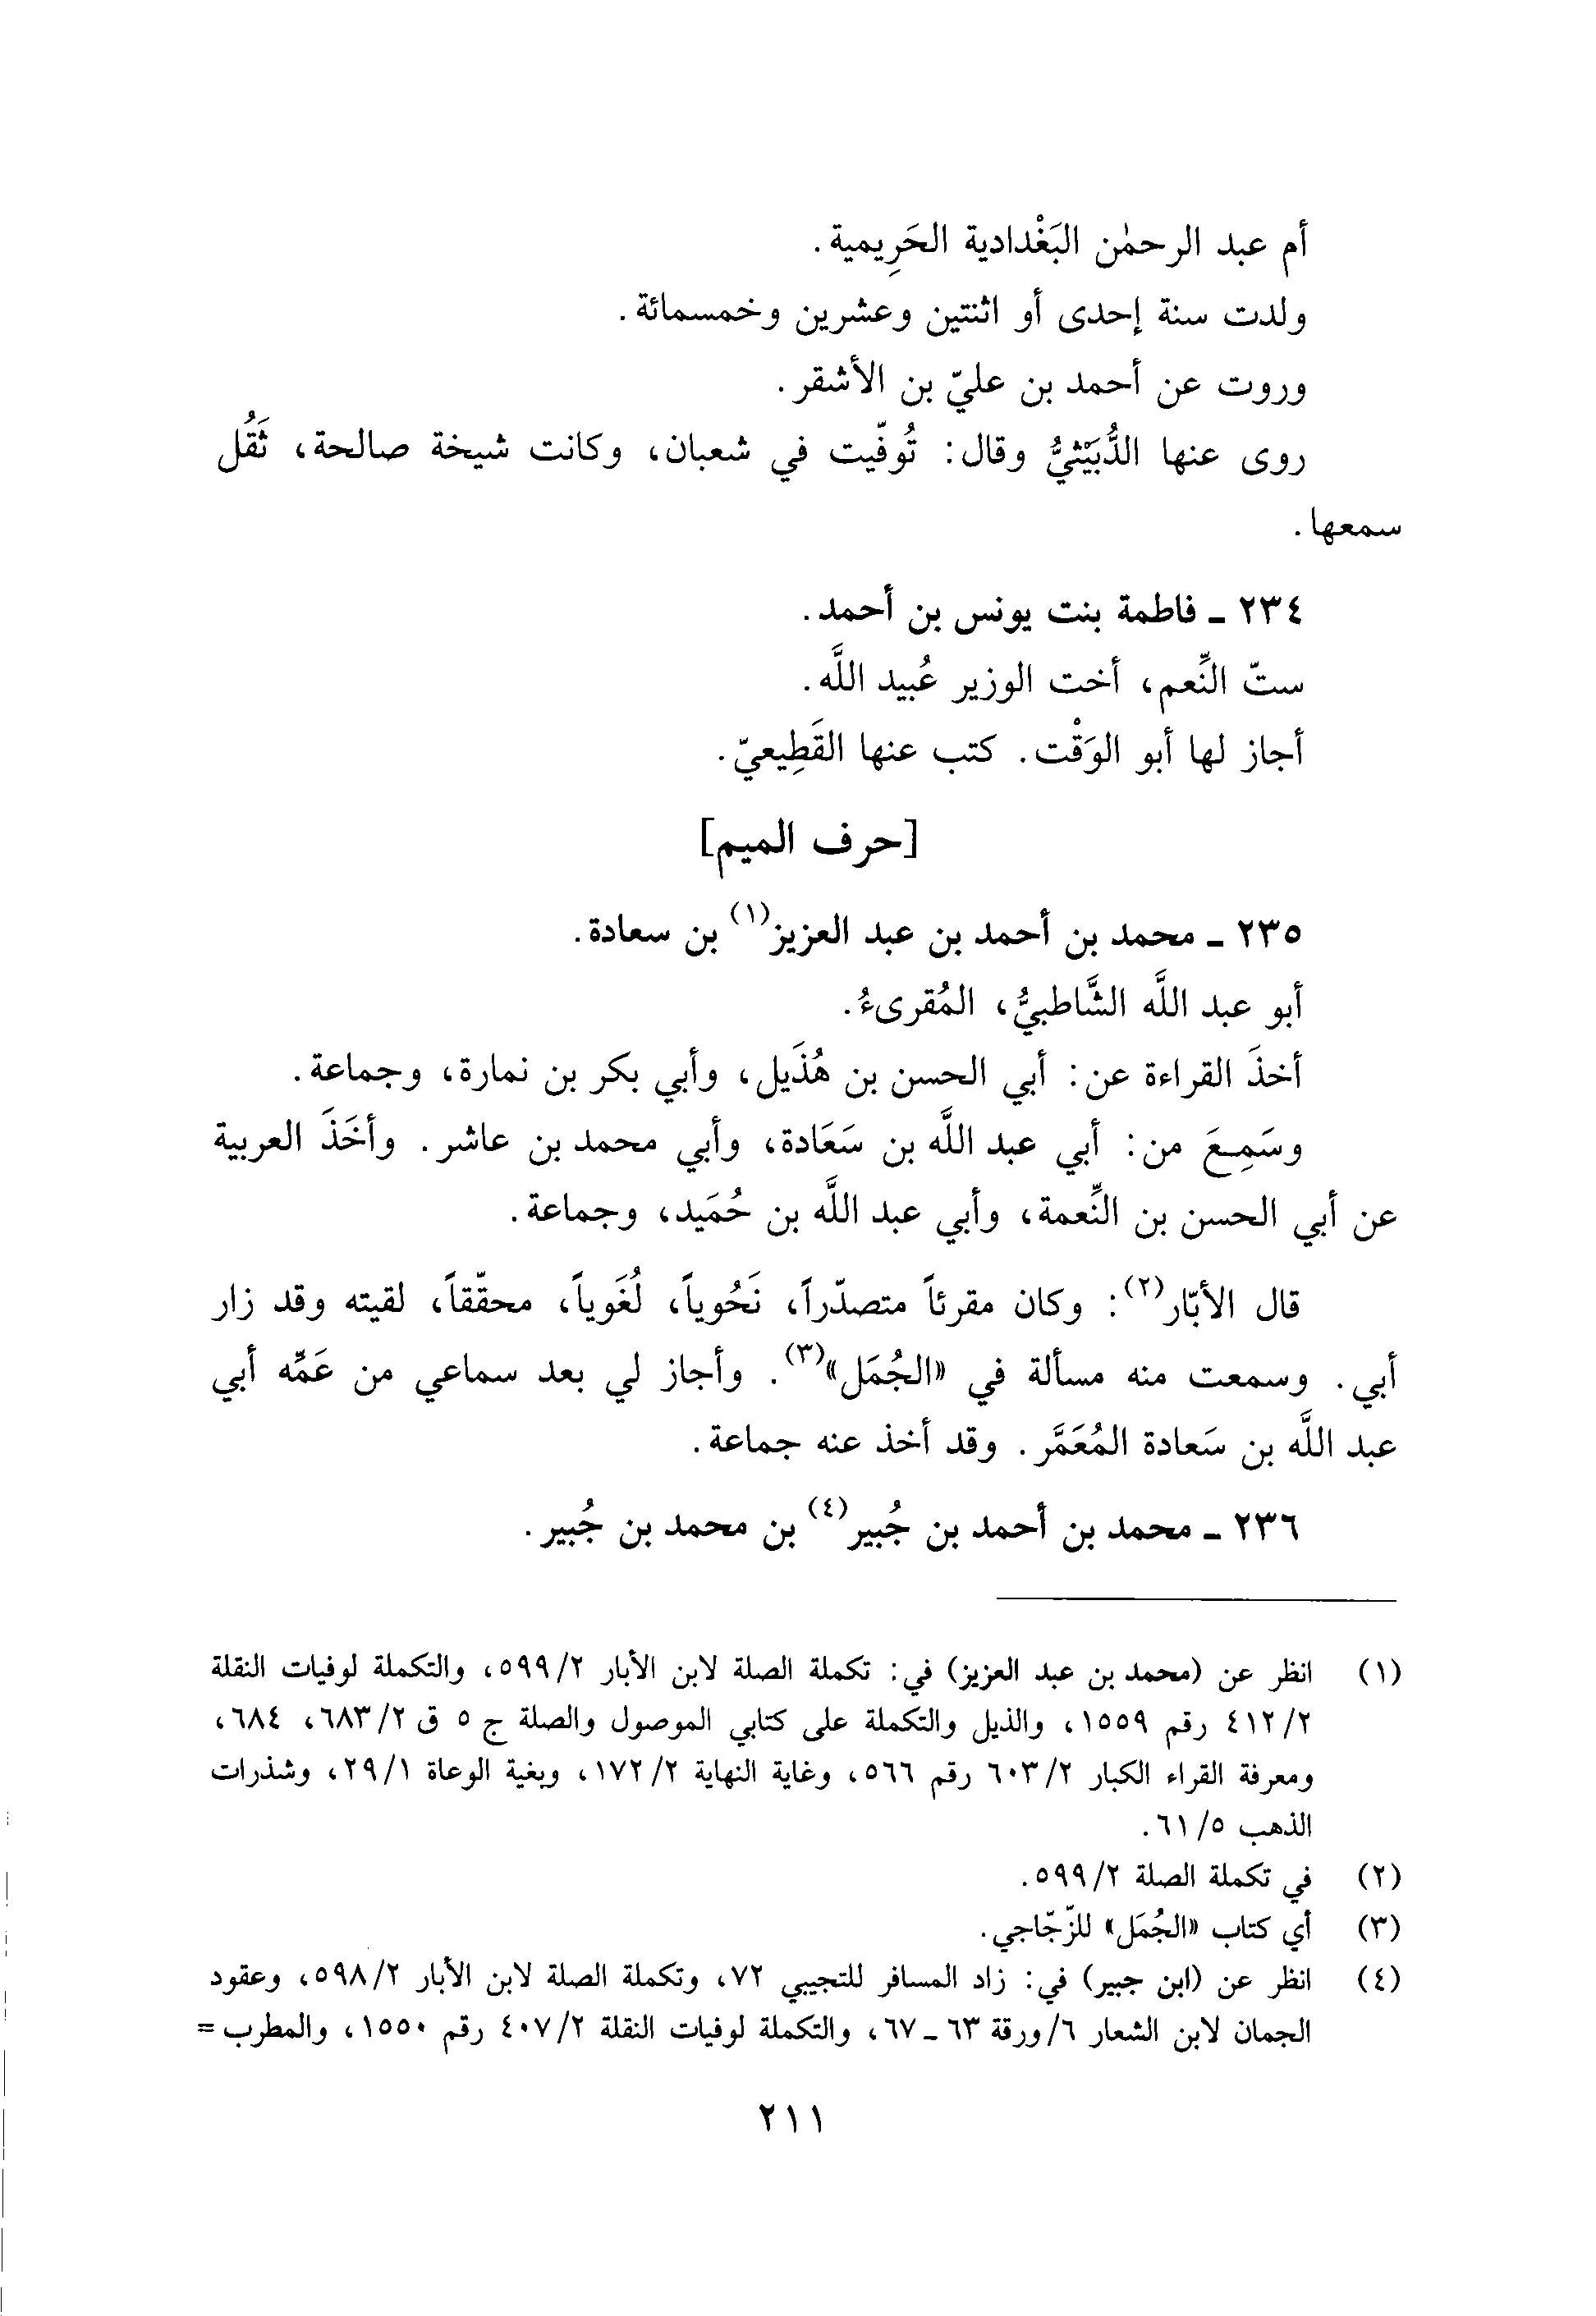 أم عبد الرحمٰن البَغْدادية الحَرِيمية.
ولدت سنة إحدى أو اثنتين وعشرين وخمسمائة.
وروت عن أحمد بن عليّ بن الأشقر.
روى عنها الدُّبَيْثيُّ وقال: تُوفّيت في شعبان، وكانت شيخة صالحة، ثَقُل
سمعها.
٢٣٤ ـ فاطمة بنت يونس بن أحمد.
ستّ النِّعم، أخت الوزير عُبيد اللَّه.
أجاز لها أبو الوَقْت. كتب عنها القَطِيعيّ.
[حرف الميم]
٢٣٥ ـ محمد بن أحمد بن عبد العزيز(١) بن سعادة.
أبو عبد اللَّه الشَّاطبيُّ، المُقرىءُ.
أخذَ القراءة عن: أبي الحسن بن هُذَيل، وأبي بكر بن نمارة، وجماعة.
وسَمِعَ من: أبي عبد اللَّه بن سَعَادة، وأبي محمد بن عاشر. وأخَذَ العربية
عن أبي الحسن بن النِّعمة، وأبي عبد اللَّه بن حُمَيد، وجماعة.
قال الأبّار(٢): وكان مقرئاً متصدّراً، نَحُوياً، لُغَوياً، محقّقاً، لقيته وقد زار
أبي. وسمعت منه مسألة في «الجُمَل»(٣). وأجاز لي بعد سماعي من عَمِّه أبي
عبد اللَّه بن سَعادة المُعَمَّر. وقد أخذ عنه جماعة.
٢٣٦ ـ محمد بن أحمد بن جُبير(٤) بن محمد بن جُبير.
(١) انظر عن (محمد بن عبد العزيز) في: تكملة الصلة لابن الأبار ٥٩٩/٢، والتكملة لوفيات النقلة
٤١٢/٢ رقم ١٥٥٩، والذيل والتكملة على كتابي الموصول والصلة ج ٥ ق ٦٨٣/٢، ٦٨٤،
ومعرفة القراء الكبار ٦٠٣/٢ رقم ٥٦٦، وغاية النهاية ١٧٢/٢، وبغية الوعاة ٢٩/١، وشذرات
الذهب ٦١/٥.
(٢) في تكملة الصلة ٥٩٩/٢.
(٣) أي كتاب «الجُمَل» للزّجّاجي.
(٤) انظر عن (ابن جبير) في: زاد المسافر للتجيبي ٧٢، وتكملة الصلة لابن الأبار ٥٩٨/٢، وعقود
الجمان لابن الشعار ٦/ورقة ٦٣ ـ ٦٧، والتكملة لوفيات النقلة ٤٠٧/٢ رقم ١٥٥٠، والمطرب =
٢١١